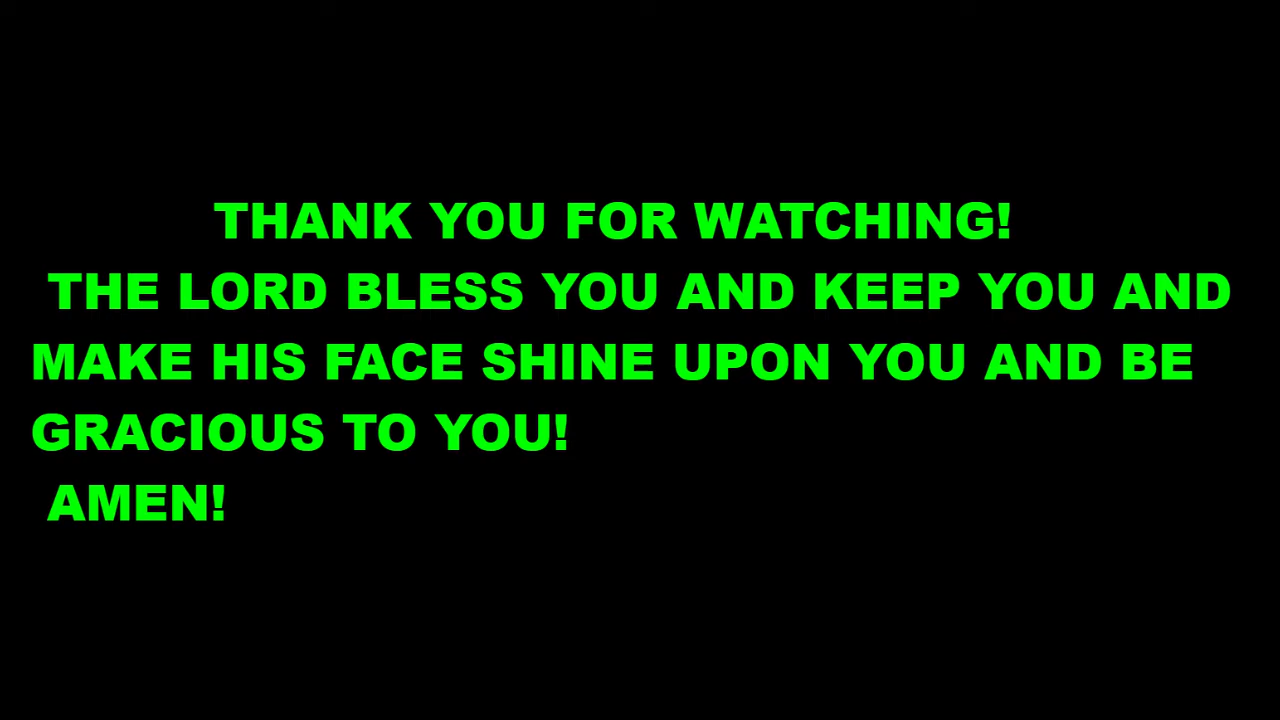 THANK YOU FOR WATCHING!
THE LORD BLESS YOU AND KEEP YOU AND
MAKE HIS FACE SHINE UPON YOU AND BE
GRACIOUS TO YOU!
AMEN!